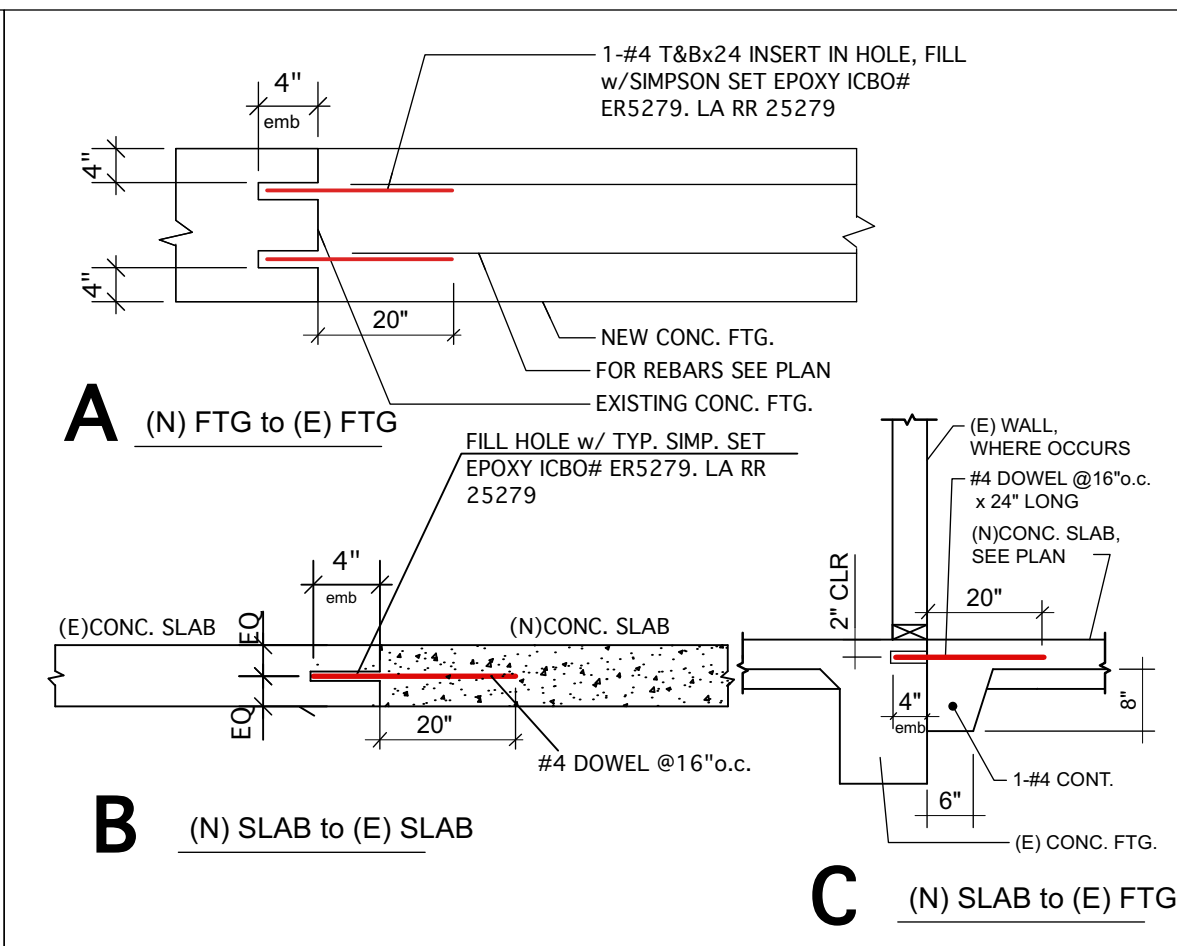 1-#4 T&Bx24 INSERT IN HOLE, FILL
w/SIMPSON SET EPOXY ICBO#
ER5279. LA RR 25279
4"
emb
4"
4"
20"
NEW CONC. FTG.
FOR REBARS SEE PLAN
EXISTING CONC. FTG.
A (N) FTG to (E) FTG
FILL HOLE w/ TYP. SIMP. SET
EPOXY ICBO# ER5279. LA RR
25279
4"
emb
(E)CONC. SLAB
EQ
(N)CONC. SLAB
EQ
20"
#4 DOWEL @16"o.c.
B (N) SLAB to (E) SLAB
(E) WALL,
WHERE OCCURS
#4 DOWEL @16"o.c.
x 24" LONG
(N)CONC. SLAB,
SEE PLAN
2" CLR
20"
4"
emb
8"
1-#4 CONT.
6"
(E) CONC. FTG.
C (N) SLAB to (E) FTG